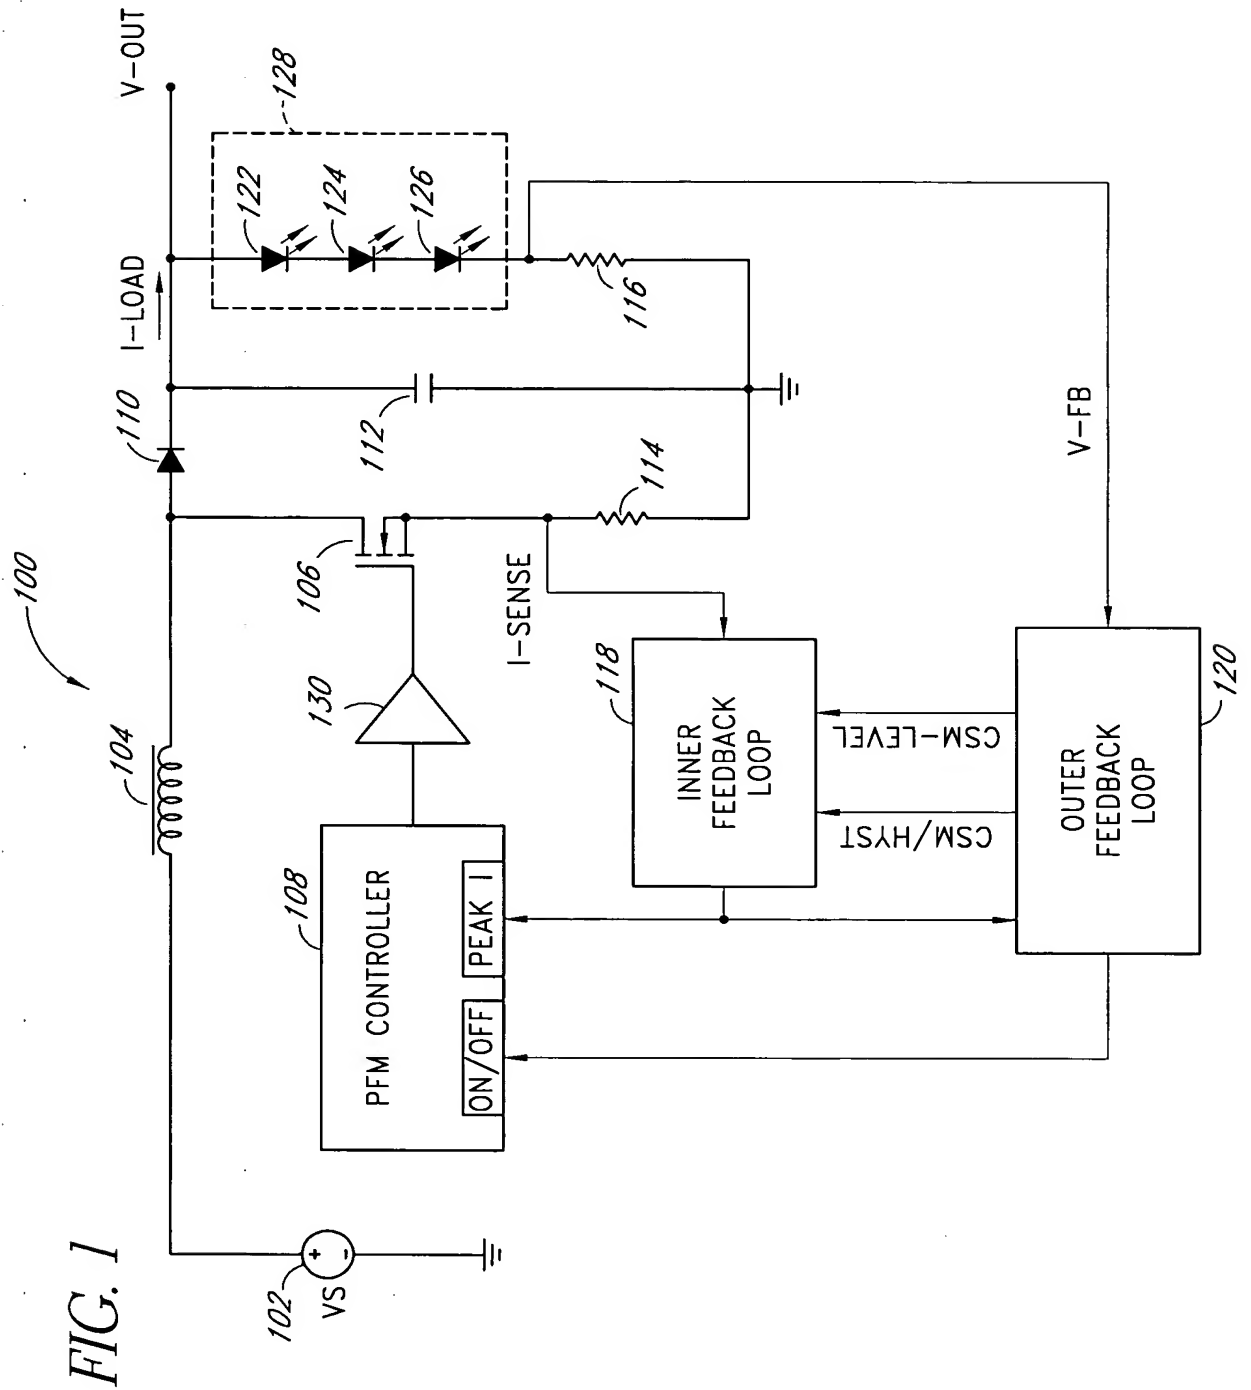 FIG. 1
100
102
VS
104
110
I-LOAD
V-OUT
128
122
124
126
116
112
106
114
130
I-SENSE
108
PFM CONTROLLER
ON/OFF
PEAK I
118
INNER
FEEDBACK
LOOP
CSM/HYST
CSM-LEVEL
V-FB
OUTER
FEEDBACK
LOOP
120
+
-